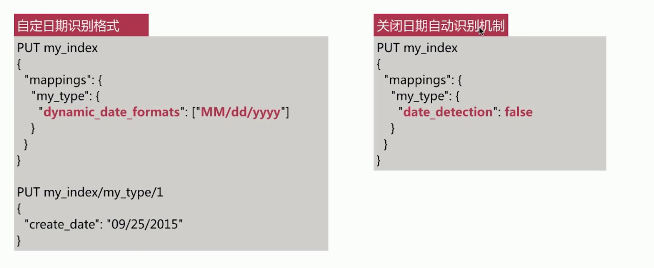 自定日期识别格式
PUT my_index
{
  "mappings": {
    "my_type": {
      "dynamic_date_formats": ["MM/dd/yyyy"]
    }
  }
}

PUT my_index/my_type/1
{
  "create_date": "09/25/2015"
}
关闭日期自动识别机制
PUT my_index
{
  "mappings": {
    "my_type": {
      "date_detection": false
    }
  }
}